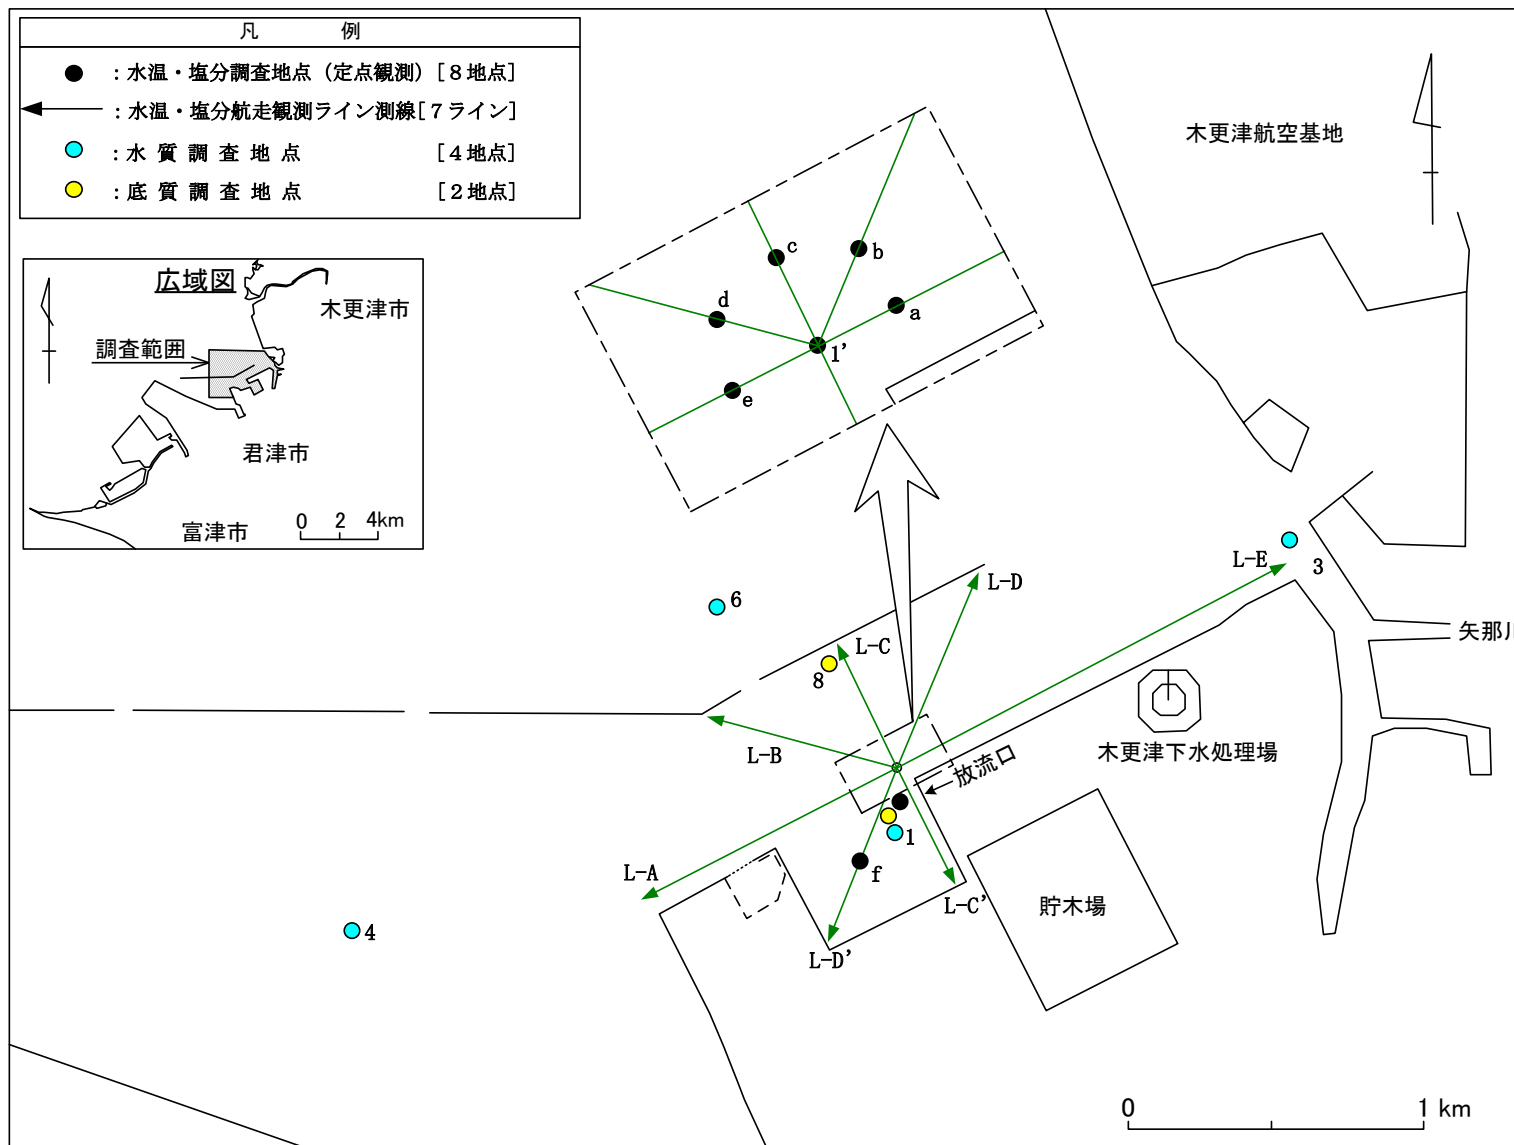 凡 例
：水温・塩分調査地点（定点観測）[８地点]
：水温・塩分航走観測ライン測線[７ライン]
：水 質 調 査 地 点 [４地点]
：底 質 調 査 地 点 [２地点]
広域図
木更津市
調査範囲
君津市
富津市
0 2 4km
木更津航空基地
c
b
d
a
1'
e
L-E
3
L-D
6
矢那川
L-C
8
L-B
放流口
木更津下水処理場
1
L-A
f
L-C'
貯木場
4
L-D'
0 1 km